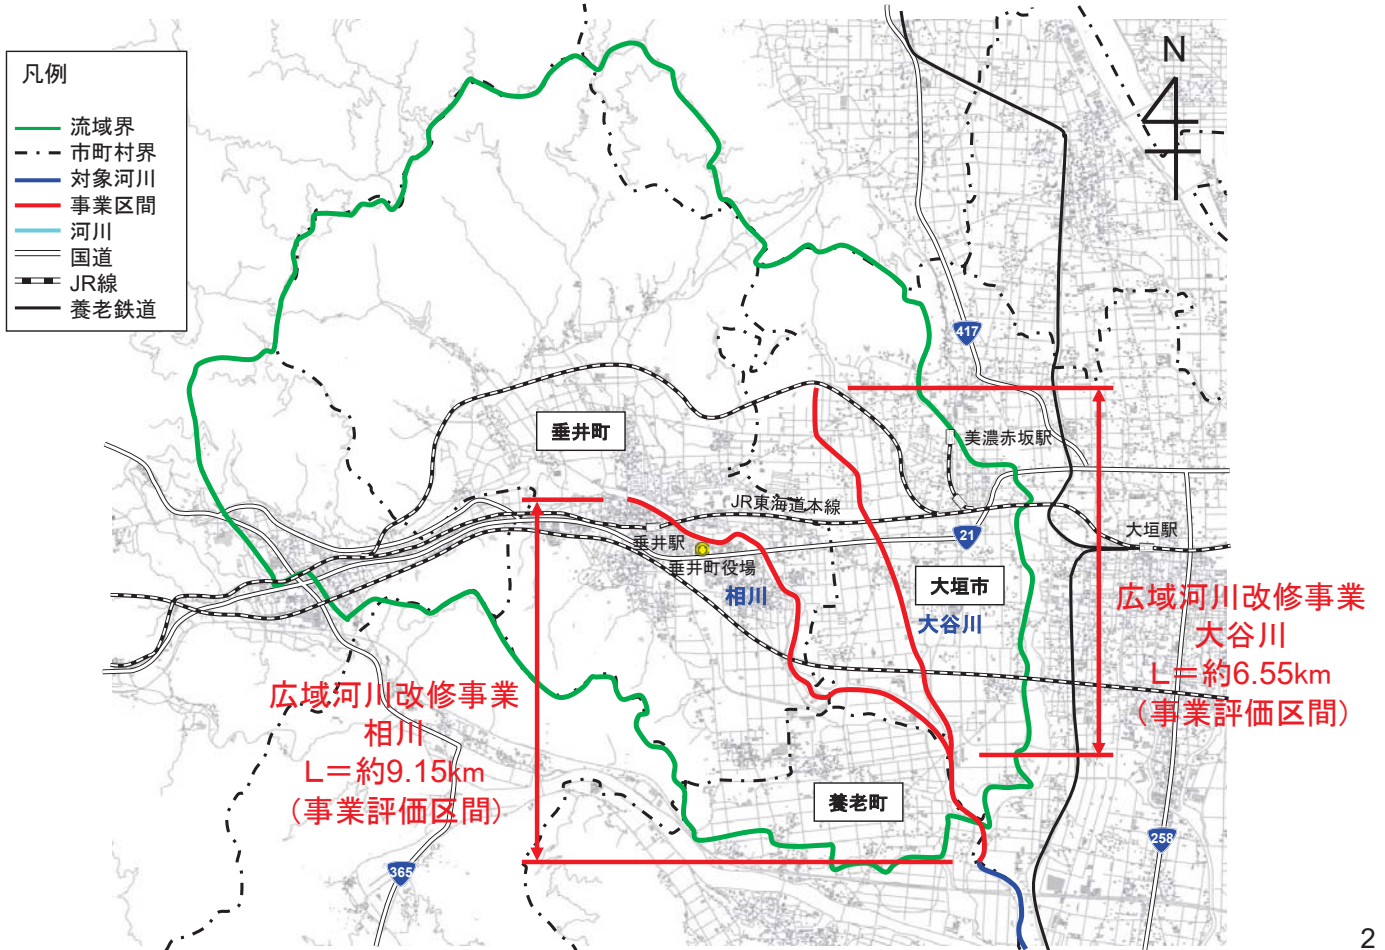 凡例
流域界
市町村界
対象河川
事業区間
河川
国道
JR線
養老鉄道
N
417
垂井町
美濃赤坂駅
JR東海道本線
大垣駅
21
垂井駅
垂井町役場
相川
大垣市
大谷川
広域河川改修事業
大谷川
L=約6.55km
(事業評価区間)
広域河川改修事業
相川
L=約9.15km
(事業評価区間)
養老町
258
365
2